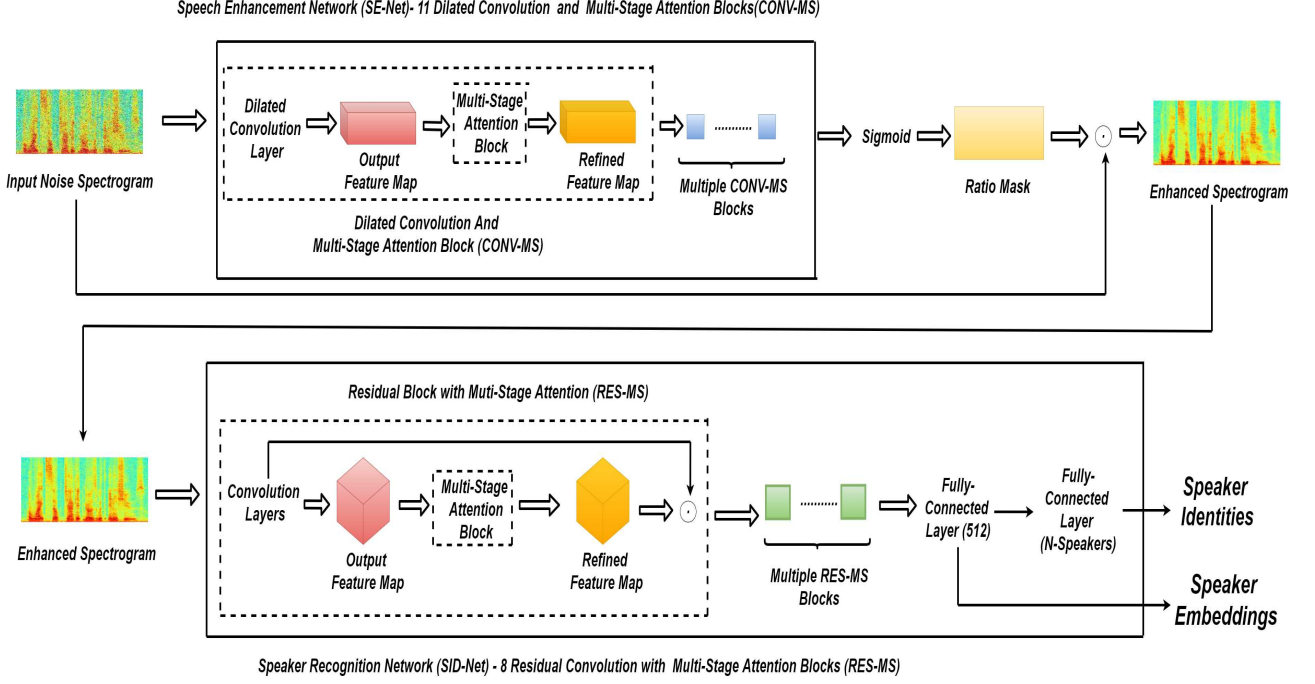 Speech Enhancement Network (SE-Net)- 11 Dilated Convolution and Multi-Stage Attention Blocks(CONV-MS)
Input Noise Spectrogram
Dilated
Convolution
Layer
Output
Feature Map
Multi-Stage
Attention
Block
Refined
Feature Map
Dilated Convolution And
Multi-Stage Attention Block (CONV-MS)
Multiple CONV-MS
Blocks
Sigmoid
Ratio Mask
Enhanced Spectrogram
Residual Block with Muti-Stage Attention (RES-MS)
Enhanced Spectrogram
Convolution
Layers
Output
Feature Map
Multi-Stage
Attention
Block
Refined
Feature Map
Multiple RES-MS
Blocks
Fully-
Connected
Layer (512)
Fully-
Connected
Layer
(N-Speakers)
Speaker
Identities
Speaker
Embeddings
Speaker Recognition Network (SID-Net) - 8 Residual Convolution with Multi-Stage Attention Blocks (RES-MS)